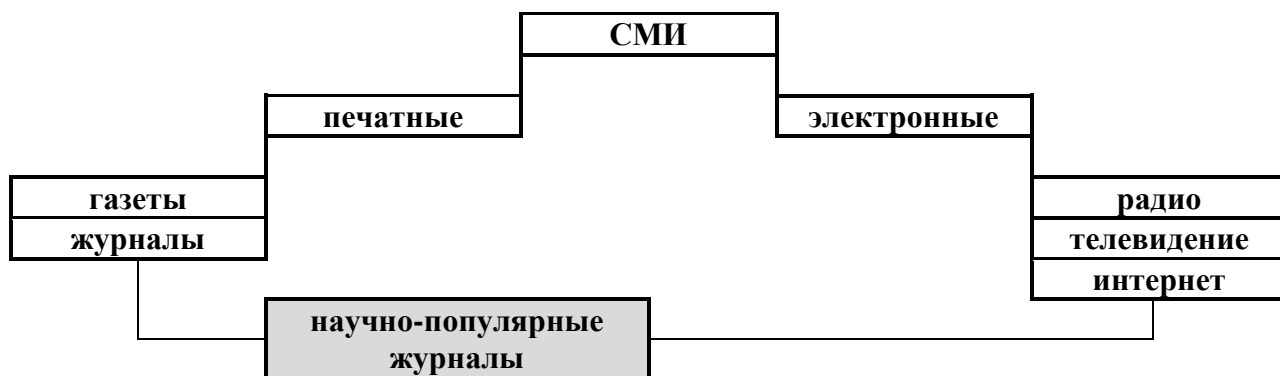 СМИ
печатные
электронные
газеты
радио
журналы
телевидение
интернет
научно-популярные
журналы